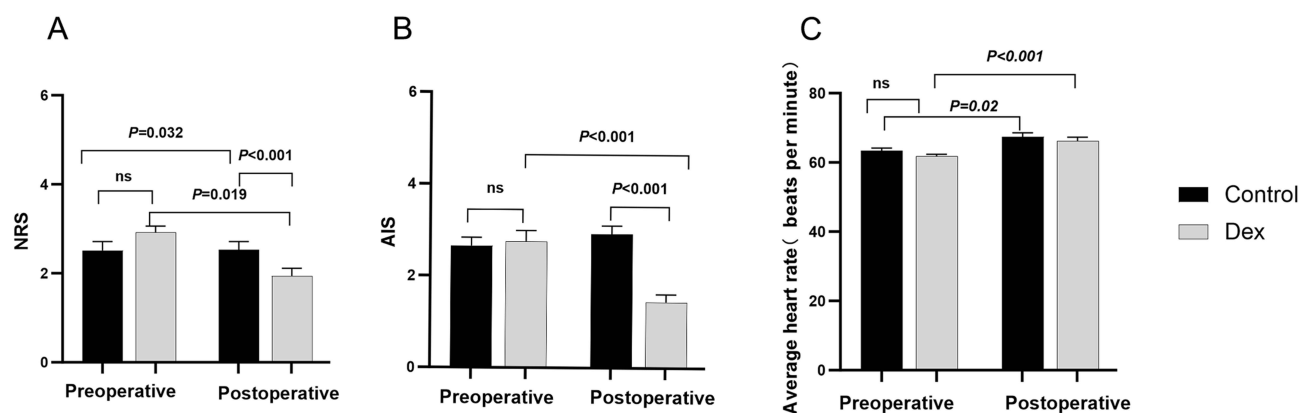 A
NRS
6
4
2
0
P=0.032
P<0.001
ns
P=0.019
Preoperative
Postoperative
B
AIS
6
4
2
0
P<0.001
ns
P<0.001
Preoperative
Postoperative
C
Average heart rate( beats per minute)
80
60
40
20
0
P<0.001
ns
P=0.02
Preoperative
Postoperative
Control
Dex